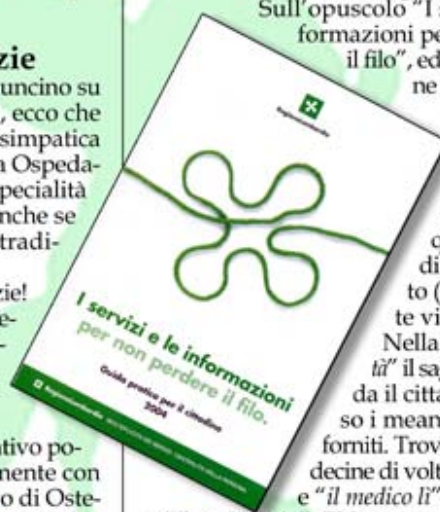 zie
uncino su
, ecco che
simpatica
a Ospeda-
pecialità
nche se
tradi-
zie!
e-
-
tivo po-
nente con
o di Oste-
Sull'opuscolo "I s
formazioni pe
il filo", ed
ne
RegioneLombardia
I servizi e le informazioni
per non perdere il filo.
Guida pratica per il cittadino
2004
RegioneLombardia
c
di
to (
te vi
Nella
tà" il sa
da il citta
so i mean
forniti. Trov
decine di volt
e "il medico lì"